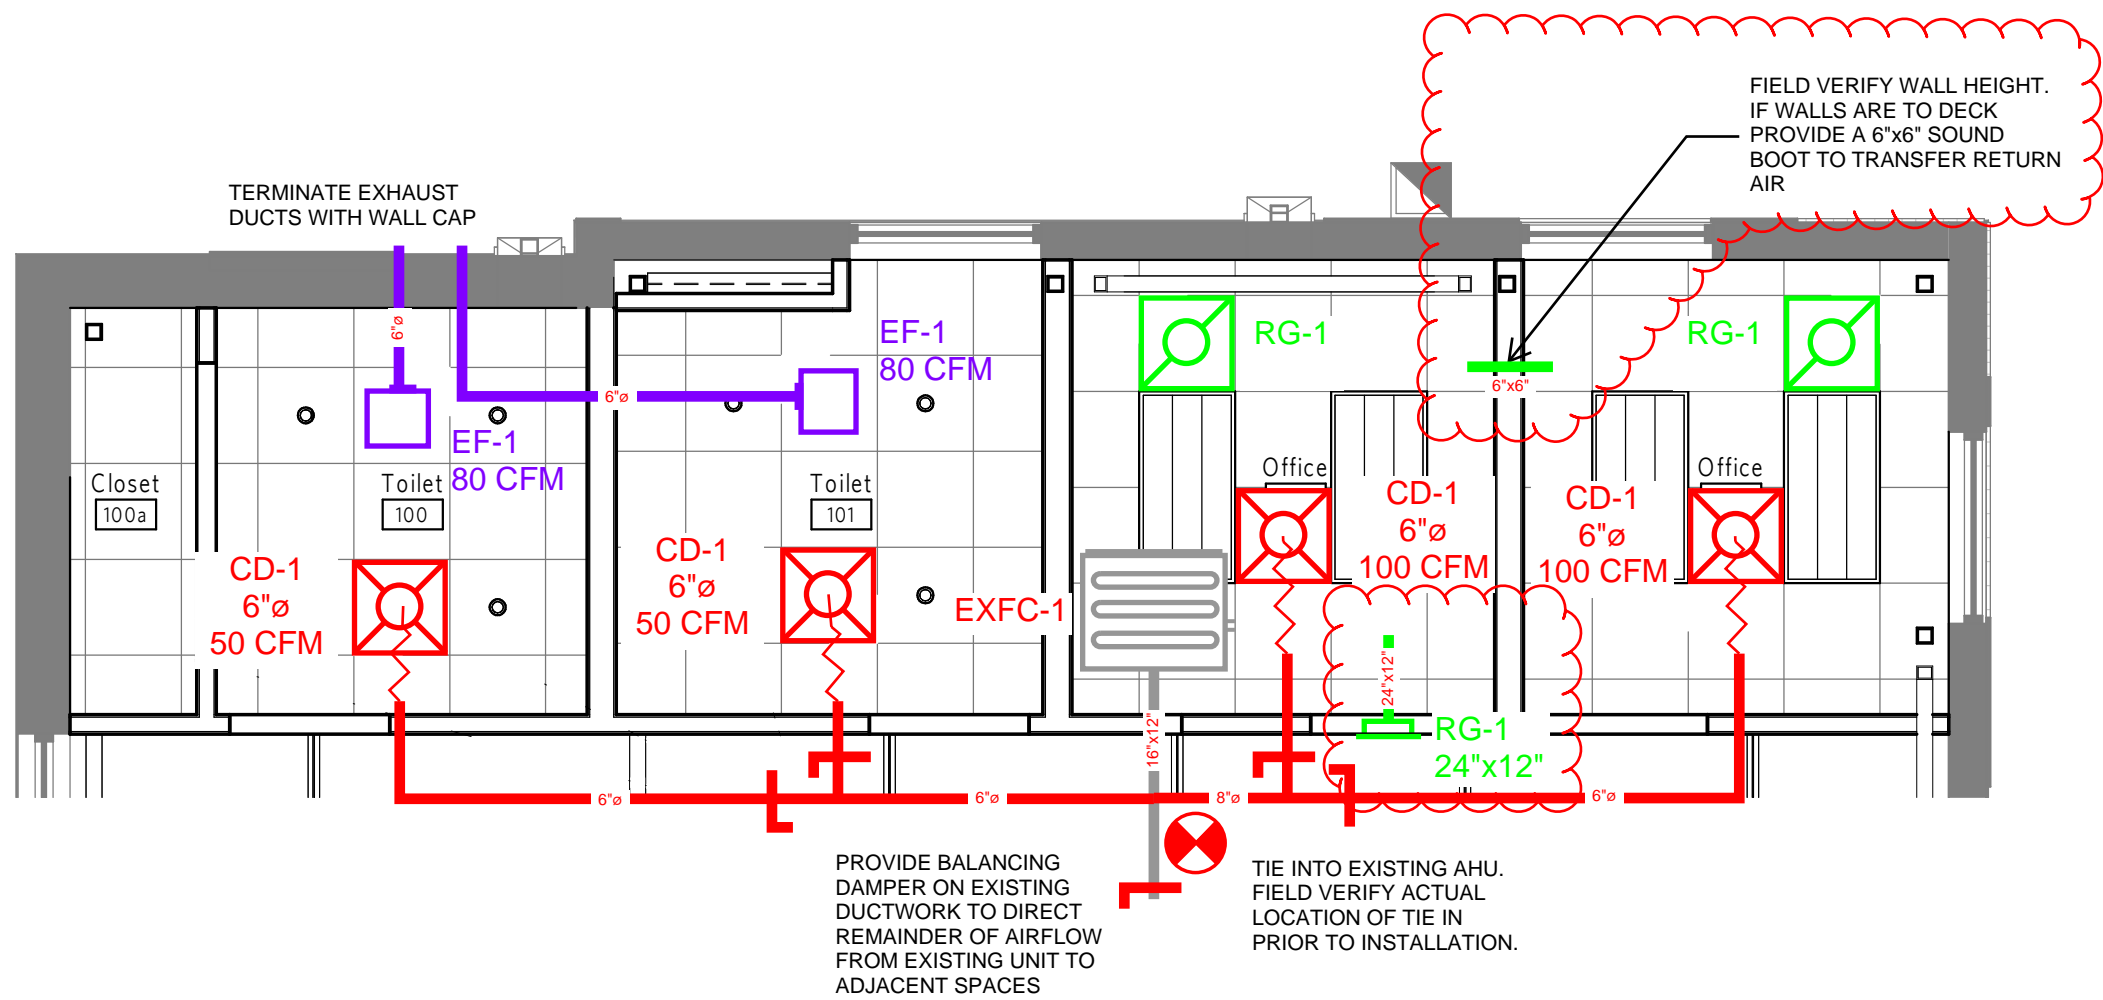 FIELD VERIFY WALL HEIGHT.
IF WALLS ARE TO DECK
PROVIDE A 6"x6" SOUND
BOOT TO TRANSFER RETURN
AIR
TERMINATE EXHAUST
DUCTS WITH WALL CAP
6"ø
EF-1
80 CFM
6"ø
EF-1
80 CFM
RG-1
RG-1
6"x6"
Closet
100a
Toilet
100
Toilet
101
Office
Office
CD-1
6"ø
50 CFM
CD-1
6"ø
50 CFM
EXFC-1
CD-1
6"ø
100 CFM
CD-1
6"ø
100 CFM
24"x12"
RG-1
24"x12"
16"x12"
6"ø
6"ø
8"ø
6"ø
PROVIDE BALANCING
DAMPER ON EXISTING
DUCTWORK TO DIRECT
REMAINDER OF AIRFLOW
FROM EXISTING UNIT TO
ADJACENT SPACES
TIE INTO EXISTING AHU.
FIELD VERIFY ACTUAL
LOCATION OF TIE IN
PRIOR TO INSTALLATION.